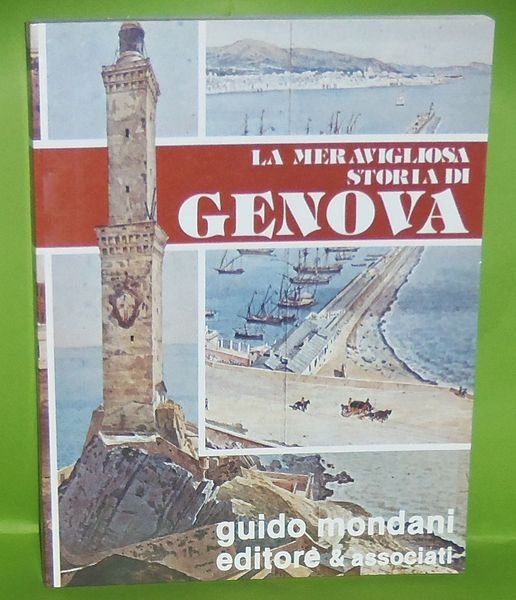 LA MERAVIGLIOSA
STORIA DI
GENOVA
guido mondani
editore & associati